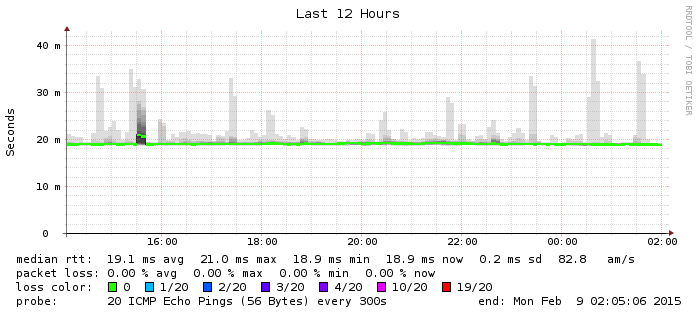 Last 12 Hours
RRDTOOL / TOBI OETIKER
Seconds
40 m
30 m
20 m
10 m
0
16:00 18:00 20:00 22:00 00:00 02:00
median rtt: 19.1 ms avg 21.0 ms max 18.9 ms min 18.9 ms now 0.2 ms sd 82.8 am/s
packet loss: 0.00 % avg 0.00 % max 0.00 % min 0.00 % now
loss color: 0 1/20 2/20 3/20 4/20 10/20 19/20
probe: 20 ICMP Echo Pings (56 Bytes) every 300s end: Mon Feb 9 02:05:06 2015